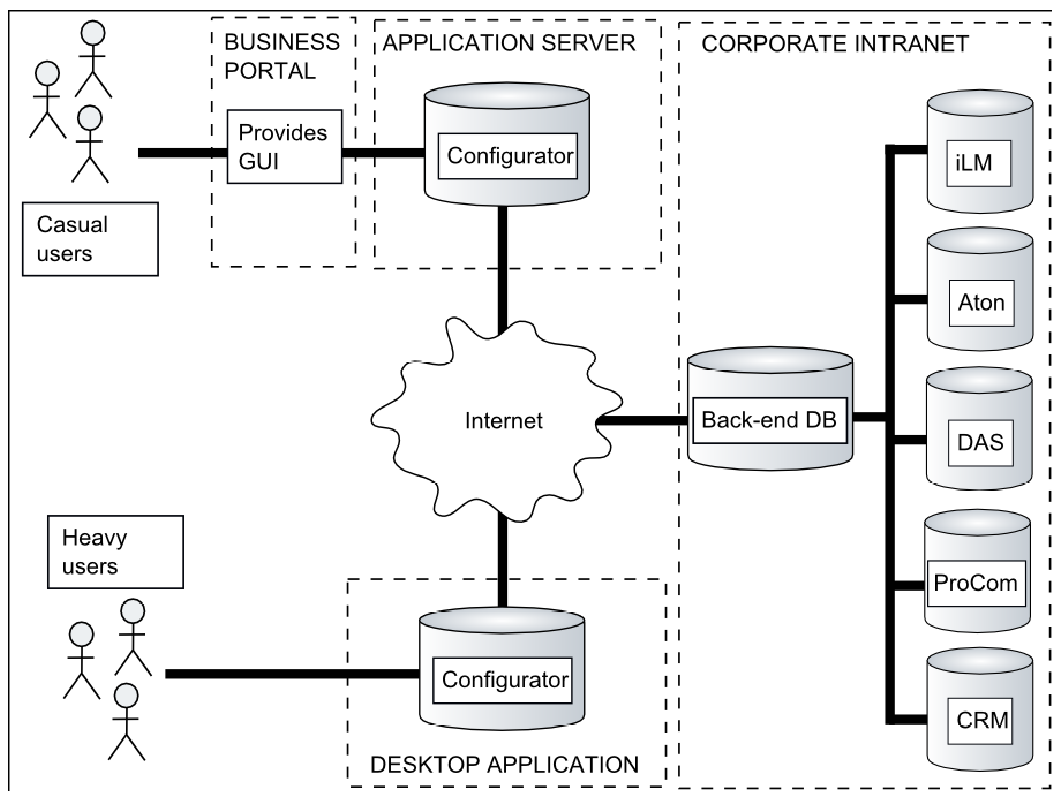 BUSINESS
PORTAL
APPLICATION SERVER
CORPORATE INTRANET
Provides
GUI
Configurator
iLM
Casual
users
Aton
Internet
Back-end DB
DAS
Heavy
users
ProCom
Configurator
CRM
DESKTOP APPLICATION